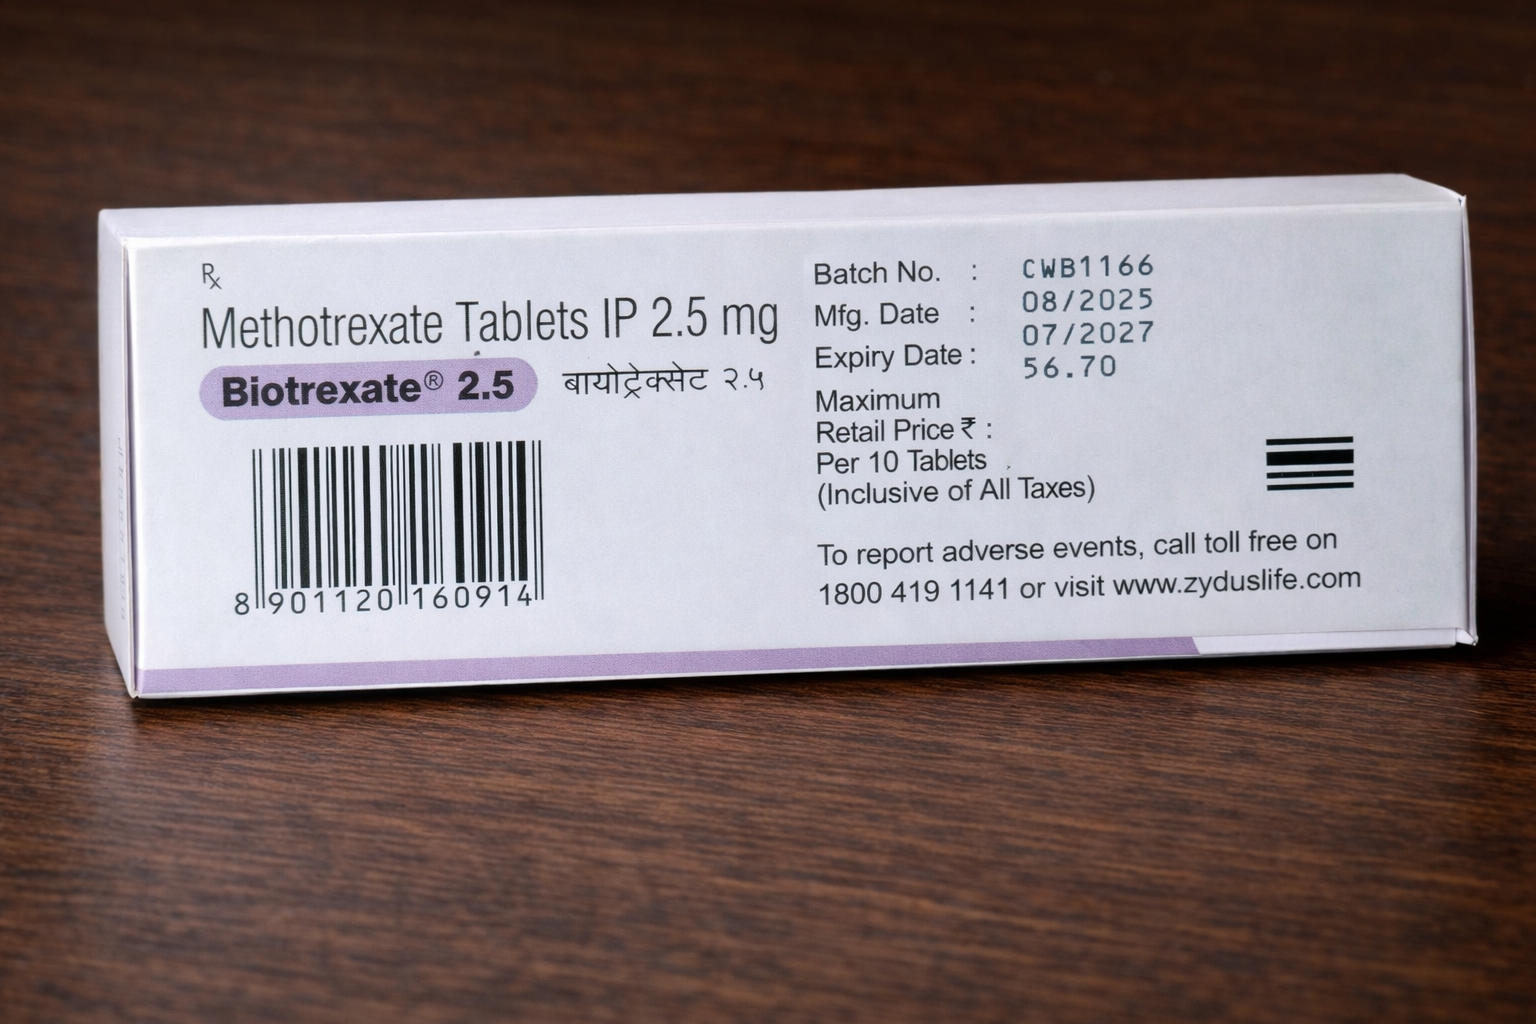 Rx
Methotrexate Tablets IP 2.5 mg
Biotrexate® 2.5 बायोट्रेक्सेट २.५
8 901120 160914
Batch No. : CWB1166
Mfg. Date : 08/2025
Expiry Date : 07/2027
56.70
Maximum
Retail Price ₹ :
Per 10 Tablets
(Inclusive of All Taxes)
To report adverse events, call toll free on
1800 419 1141 or visit www.zyduslife.com